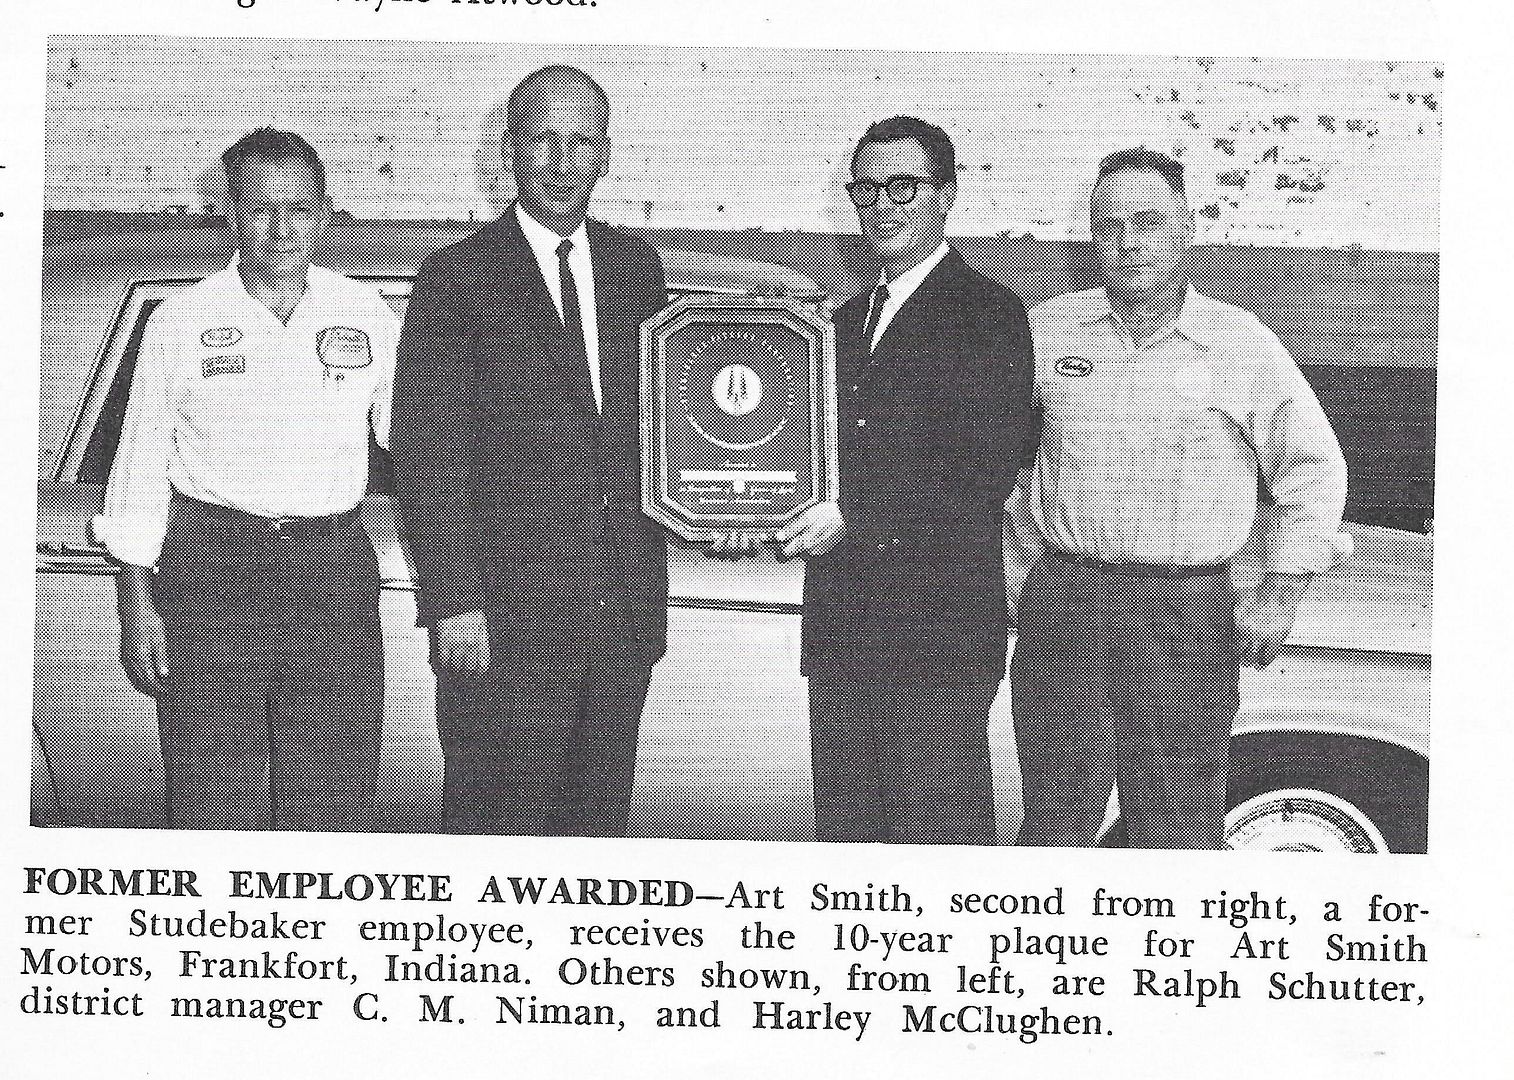 FORMER EMPLOYEE AWARDED—Art Smith, second from right, a for-
mer Studebaker employee, receives the 10-year plaque for Art Smith
Motors, Frankfort, Indiana. Others shown, from left, are Ralph Schutter,
district manager C. M. Niman, and Harley McClughen.